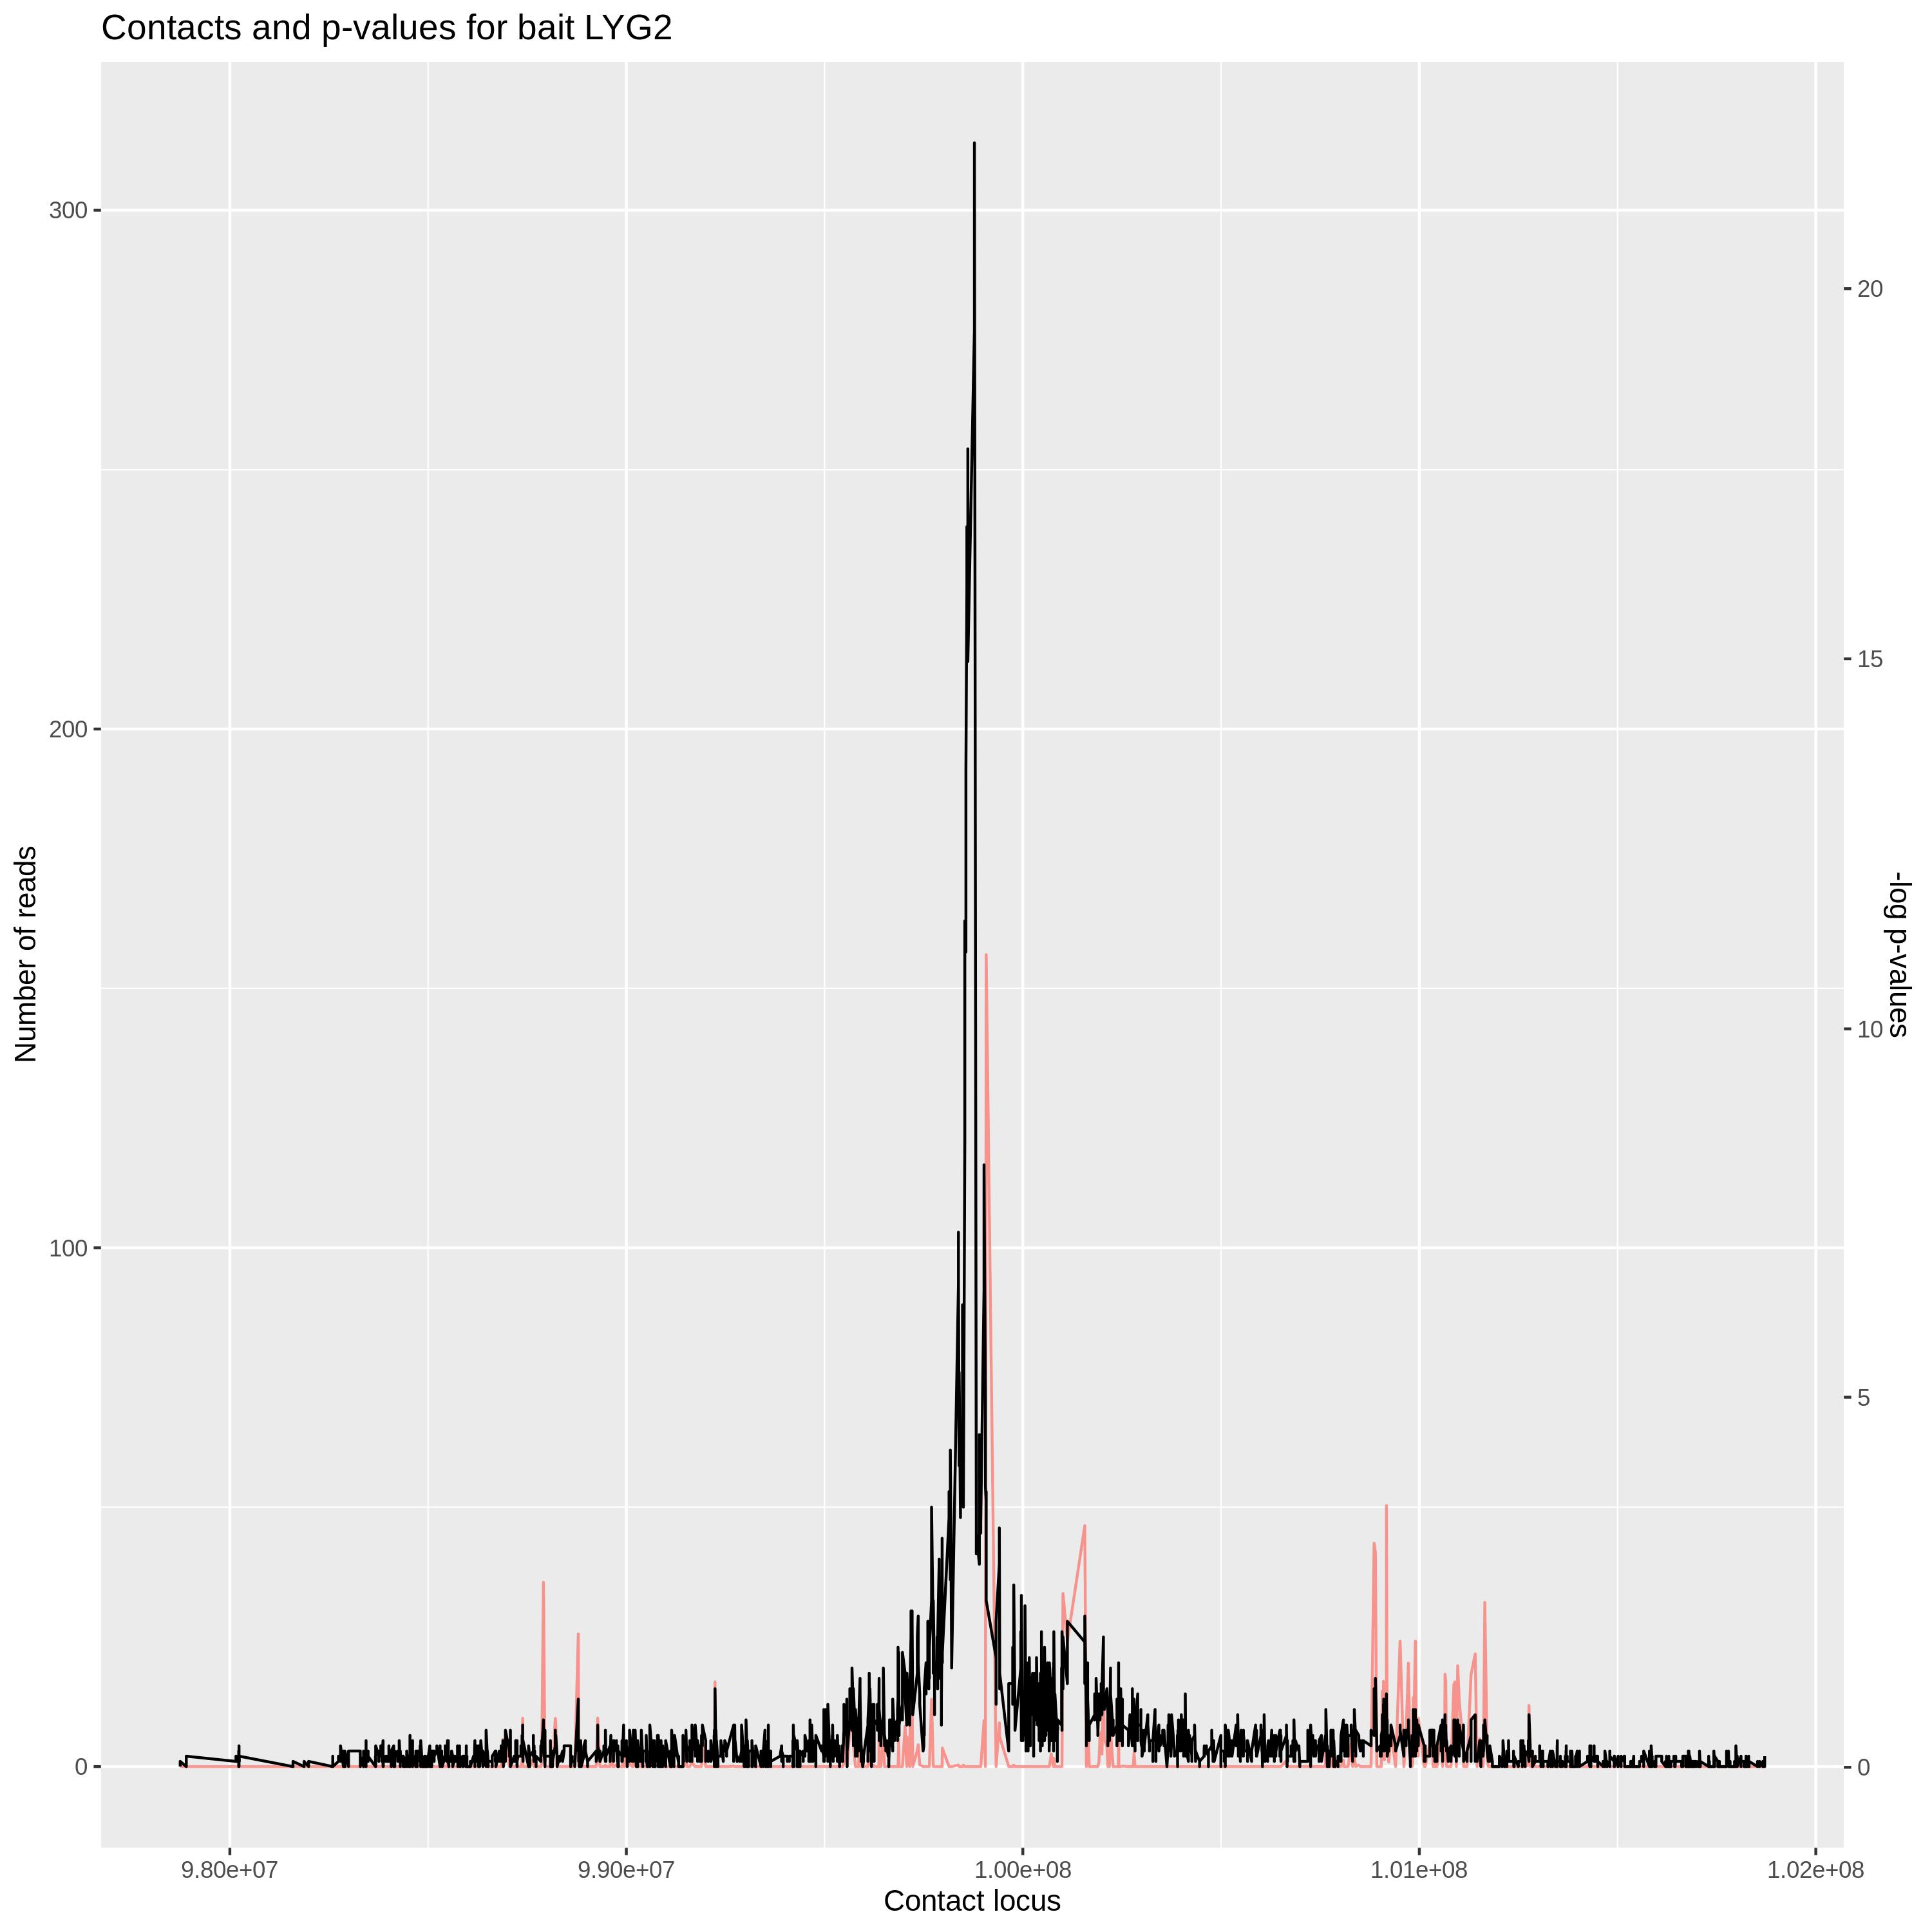 Contacts and p-values for bait LYG2
300
200
100
0
Number of reads
20
15
10
5
0
-log p-values
9.80e+07
9.90e+07
1.00e+08
1.01e+08
1.02e+08
Contact locus